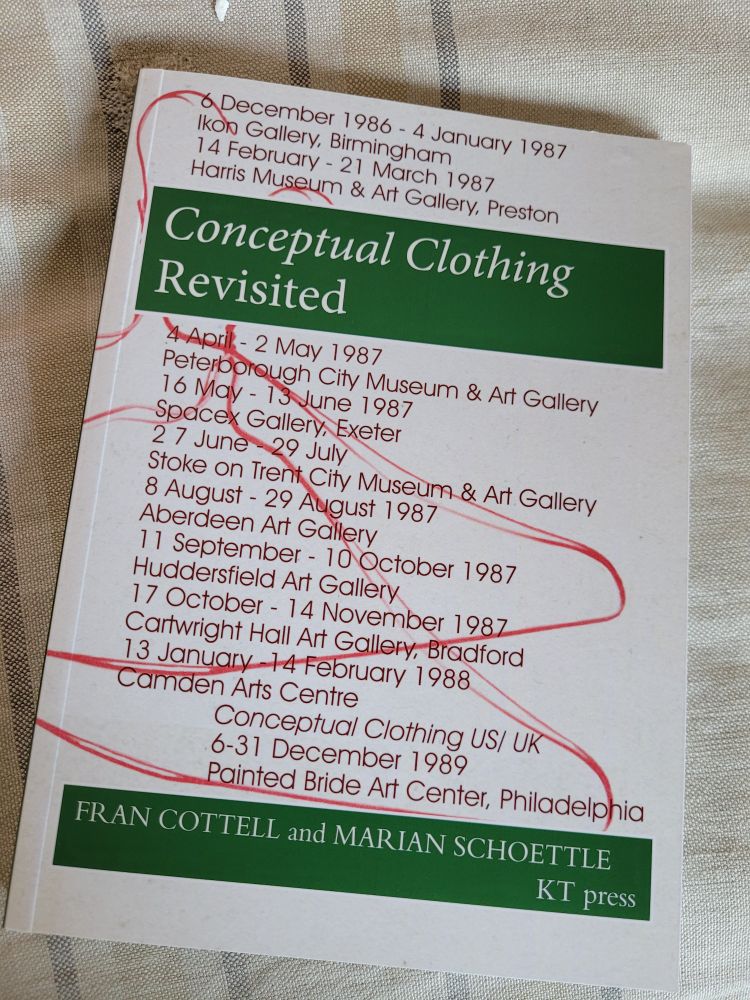 6 December 1986 - 4 January 1987
Ikon Gallery, Birmingham
14 February - 21 March 1987
Harris Museum & Art Gallery, Preston
Conceptual Clothing
Revisited
4 April - 2 May 1987
Peterborough City Museum & Art Gallery
16 May - 13 June 1987
Spacex Gallery, Exeter
2 7 June - 29 July
Stoke on Trent City Museum & Art Gallery
8 August - 29 August 1987
Aberdeen Art Gallery
11 September - 10 October 1987
Huddersfield Art Gallery
17 October - 14 November 1987
Cartwright Hall Art Gallery, Bradford
13 January -14 February 1988
Camden Arts Centre
Conceptual Clothing US/ UK
6-31 December 1989
Painted Bride Art Center, Philadelphia
FRAN COTTELL and MARIAN SCHOETTLE
KT press